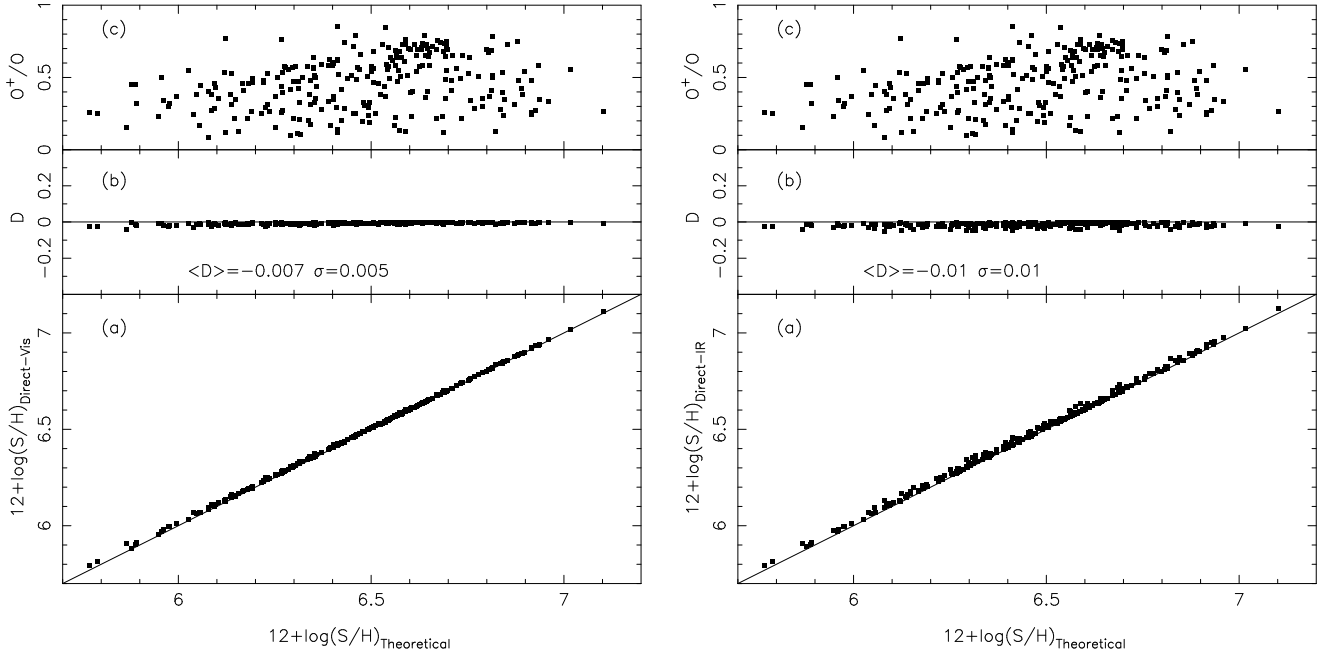 1
(c)
O⁺/O
0.5
0
(b)
0.2
D
0
−0.2
<D>=−0.007 σ=0.005
(a)
7
12+log(S/H)Direct−Vis
6.5
6
6 6.5 7
12+log(S/H)Theoretical
1
(c)
O⁺/O
0.5
0
(b)
0.2
D
0
−0.2
<D>=−0.01 σ=0.01
(a)
7
12+log(S/H)Direct−IR
6.5
6
6 6.5 7
12+log(S/H)Theoretical